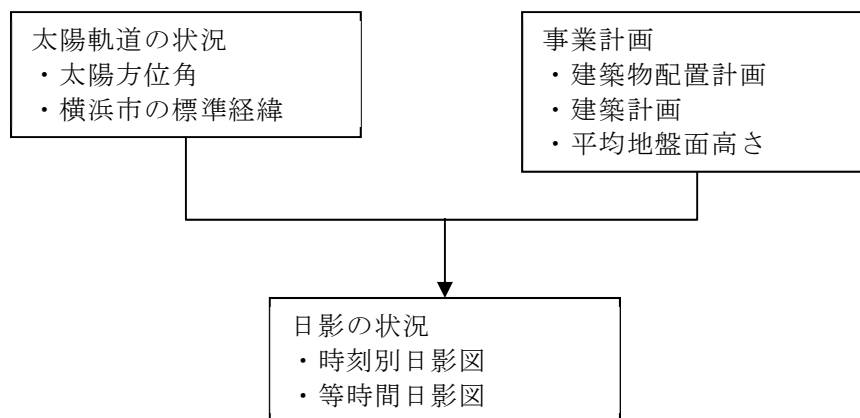 太陽軌道の状況
・太陽方位角
・横浜市の標準経緯
事業計画
・建築物配置計画
・建築計画
・平均地盤面高さ
日影の状況
・時刻別日影図
・等時間日影図